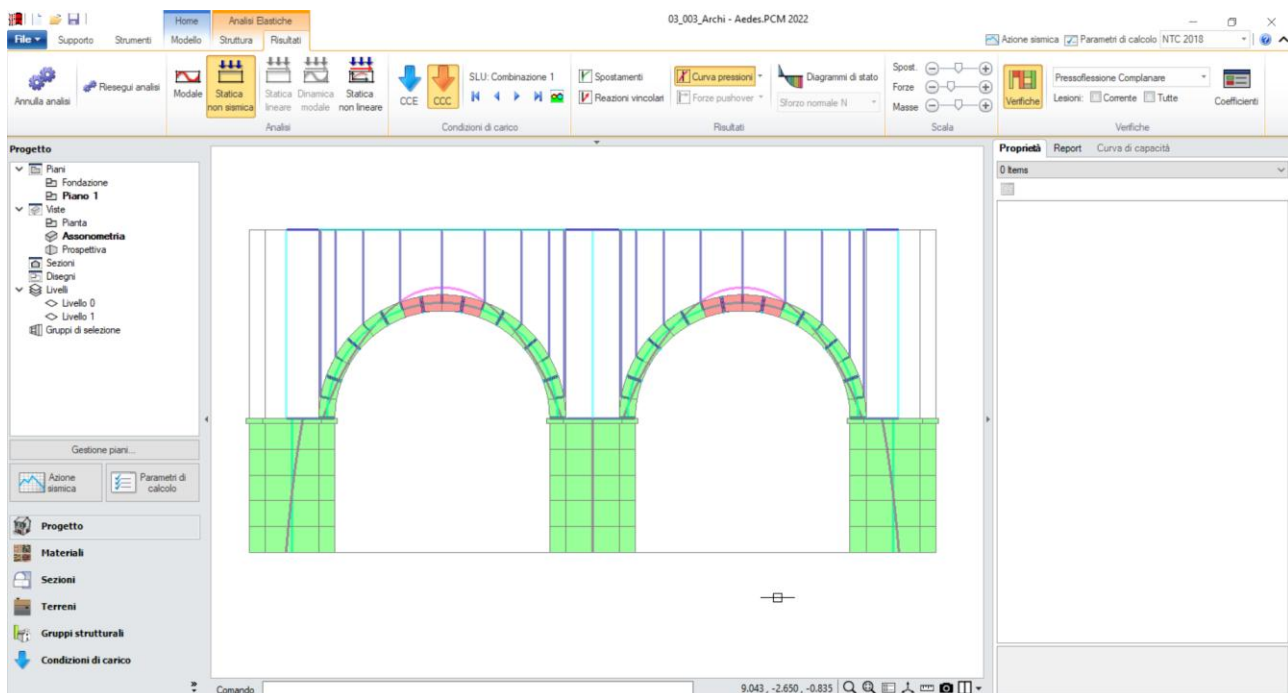 03_003_Archi - Aedes.PCM 2022
Home
Analisi Elastiche
File
Supporto
Strumenti
Modello
Struttura
Risultati
Azione sismica
Parametri di calcolo
NTC 2018
Annulla analisi
Riesegui analisi
Modale
Statica non sismica
Statica lineare
Dinamica modale
Statica non lineare
Analisi
CCE
CCC
SLU: Combinazione 1
Condizioni di carico
Spostamenti
Reazioni vincolari
Curva pressioni
Forze pushover
Diagrammi di stato
Sforzo normale N
Risultati
Spost.
Forze
Masse
Scala
Verifiche
Pressoflessione Complanare
Lesioni:
Corrente
Tutte
Coefficienti
Verifiche
Progetto
Piani
Fondazione
Piano 1
Viste
Pianta
Assonometria
Prospettiva
Sezioni
Disegni
Livelli
Livello 0
Livello 1
Gruppi di selezione
Gestione piani...
Azione sismica
Parametri di calcolo
Progetto
Materiali
Sezioni
Terreni
Gruppi strutturali
Condizioni di carico
Proprietà
Report
Curva di capacità
0 Items
Comando
9.043, -2.650, -0.835